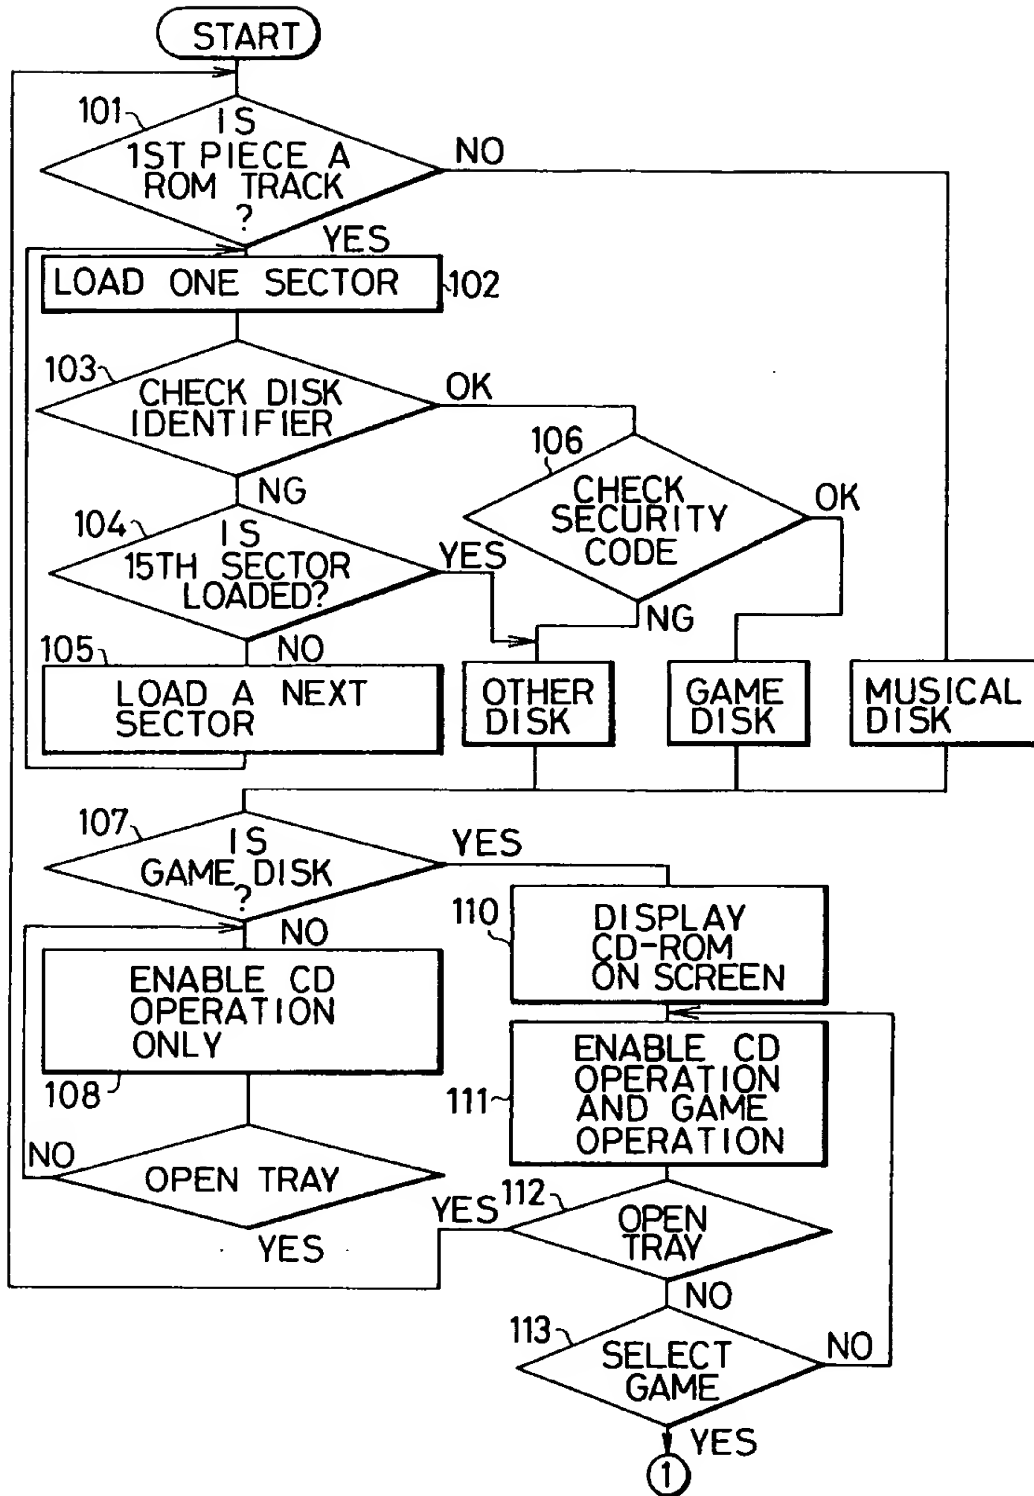 START
101
IS
1ST PIECE A
ROM TRACK
?
NO
YES
LOAD ONE SECTOR
102
103
CHECK DISK
IDENTIFIER
OK
NG
106
CHECK
SECURITY
CODE
OK
NG
104
IS
15TH SECTOR
LOADED?
YES
NO
105
LOAD A NEXT
SECTOR
OTHER
DISK
GAME
DISK
MUSICAL
DISK
107
IS
GAME DISK
?
YES
NO
110
DISPLAY
CD-ROM
ON SCREEN
ENABLE CD
OPERATION
ONLY
108
111
ENABLE CD
OPERATION
AND GAME
OPERATION
NO
OPEN TRAY
YES
112
YES
OPEN
TRAY
NO
113
SELECT
GAME
NO
YES
1